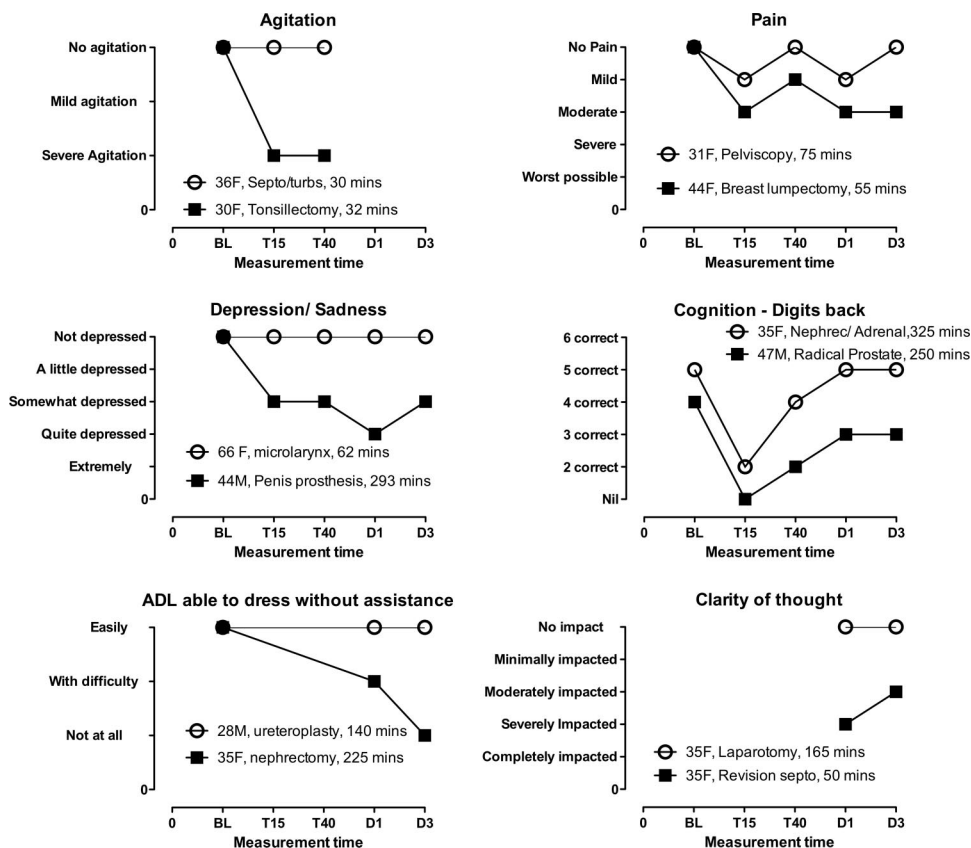 Agitation
No agitation
Mild agitation
Severe Agitation
0
36F, Septo/turbs, 30 mins
30F, Tonsillectomy, 32 mins
0 BL T15 T40 D1 D3
Measurement time
Pain
No Pain
Mild
Moderate
Severe
Worst possible
0
31F, Pelviscopy, 75 mins
44F, Breast lumpectomy, 55 mins
0 BL T15 T40 D1 D3
Measurement time
Depression/ Sadness
Not depressed
A little depressed
Somewhat depressed
Quite depressed
Extremely
0
66 F, microlarynx, 62 mins
44M, Penis prosthesis, 293 mins
0 BL T15 T40 D1 D3
Measurement time
Cognition - Digits back
35F, Nephrec/ Adrenal,325 mins
47M, Radical Prostate, 250 mins
6 correct
5 correct
4 correct
3 correct
2 correct
Nil
0 BL T15 T40 D1 D3
Measurement time
ADL able to dress without assistance
Easily
With difficulty
Not at all
0
28M, ureteroplasty, 140 mins
35F, nephrectomy, 225 mins
0 BL T15 T40 D1 D3
Measurement time
Clarity of thought
No impact
Minimally impacted
Moderately impacted
Severely Impacted
Completely impacted
0
35F, Laparotomy, 165 mins
35F, Revision septo, 50 mins
0 BL T15 T40 D1 D3
Measurement time